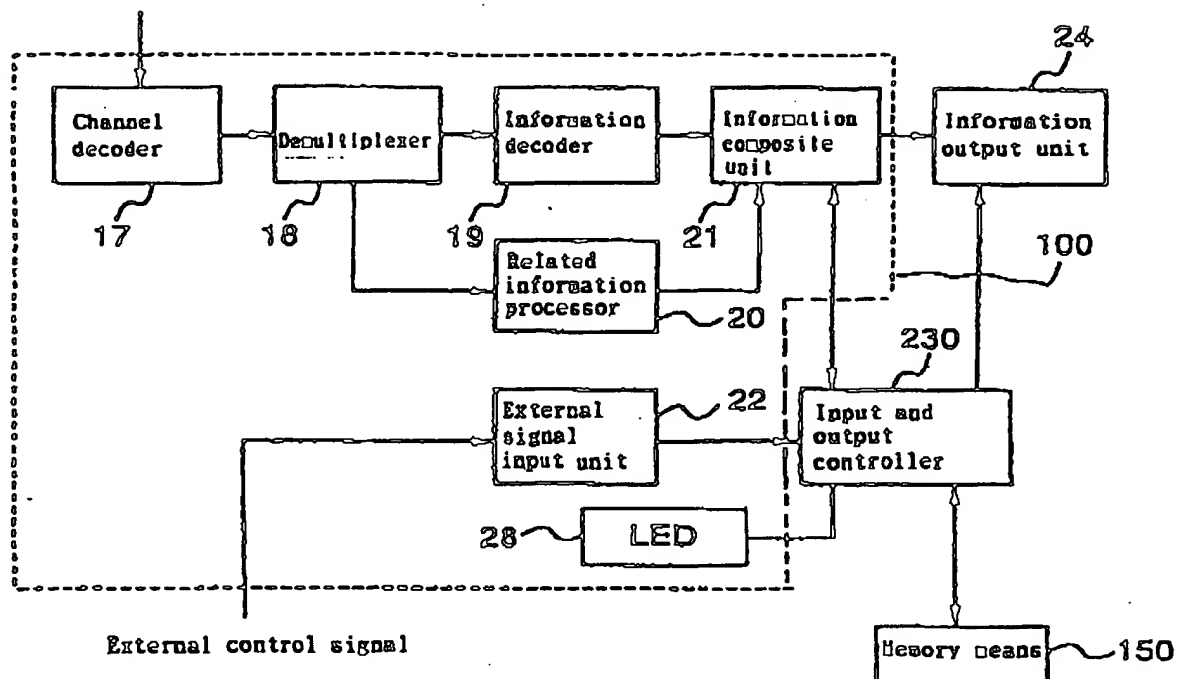 24
Channel
decoder
Demultiplexer
Information
decoder
Information
composite
unit
Information
output unit
17
18
19
21
100
Related
information
processor
20
230
External
signal
input unit
22
Input and
output
controller
28
LED
External control signal
Memory means
150